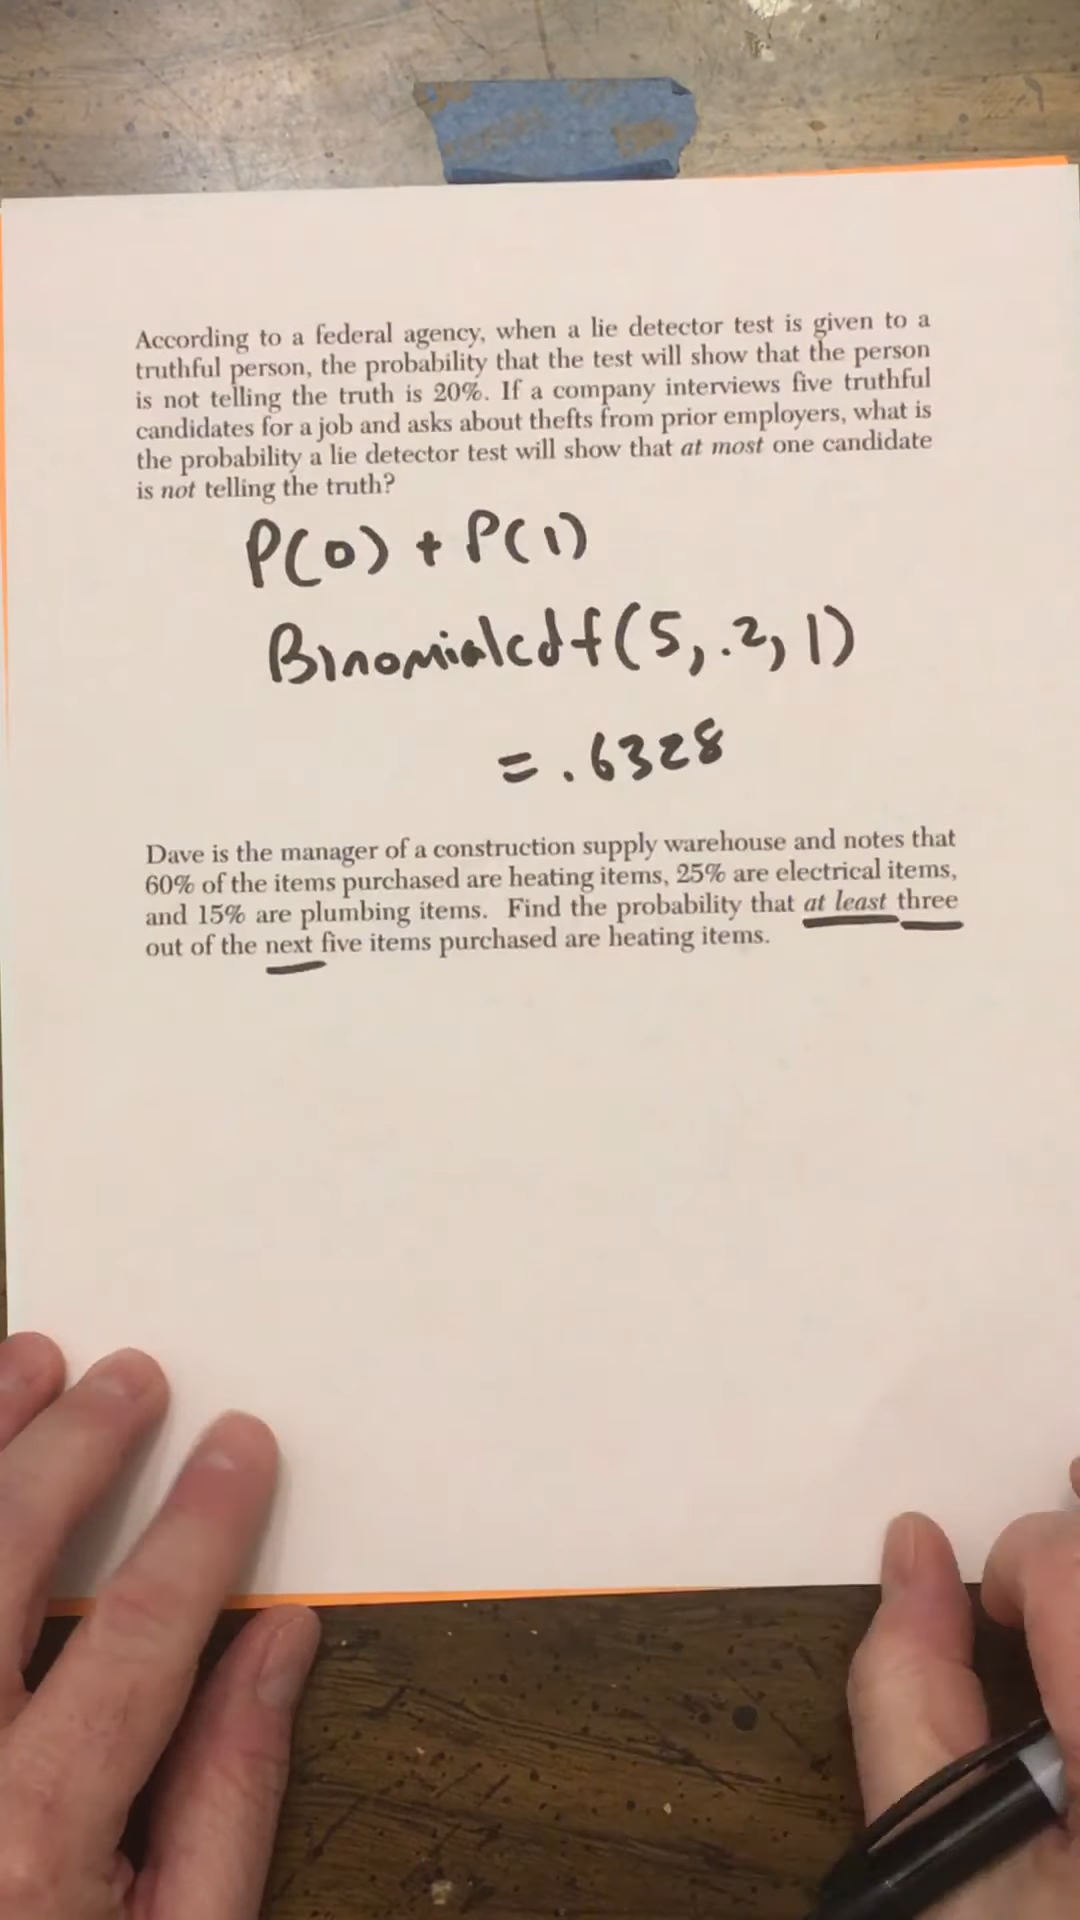 According to a federal agency, when a lie detector test is given to a
truthful person, the probability that the test will show that the person
is not telling the truth is 20%. If a company interviews five truthful
candidates for a job and asks about thefts from prior employers, what is
the probability a lie detector test will show that at most one candidate
is not telling the truth?
P(0) + P(1)
Binomialcdf(5, .2, 1)
= .6328
Dave is the manager of a construction supply warehouse and notes that
60% of the items purchased are heating items, 25% are electrical items,
and 15% are plumbing items. Find the probability that at least three
out of the next five items purchased are heating items.